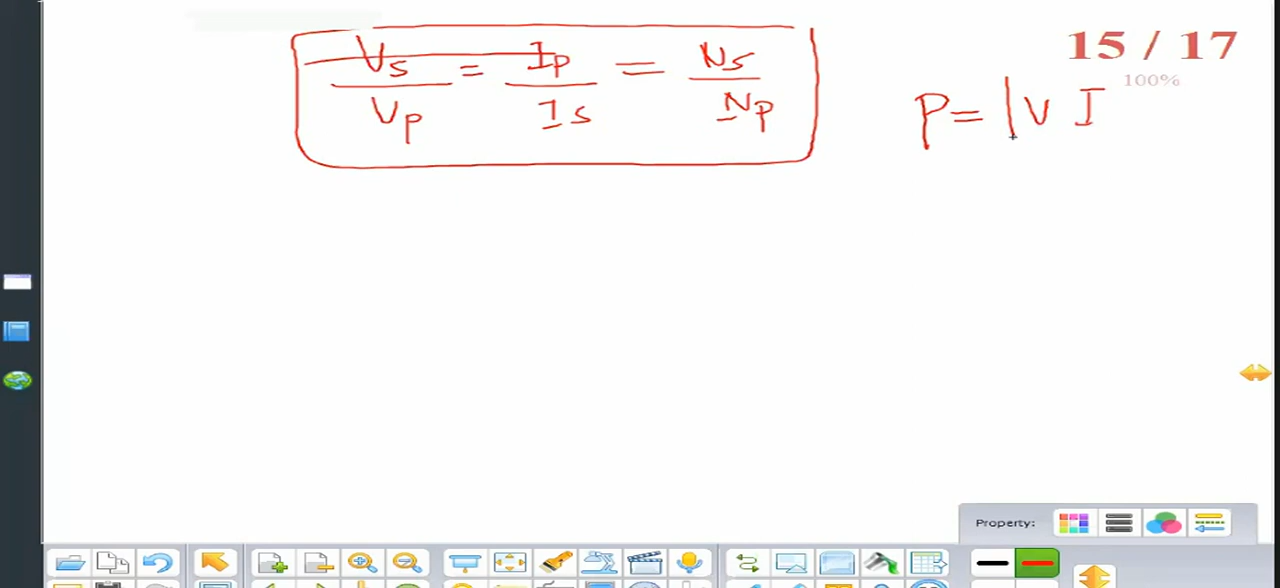 15 / 17
100%
Vs/Vp = Ip/Is = Ns/Np
P = |V I
Property: